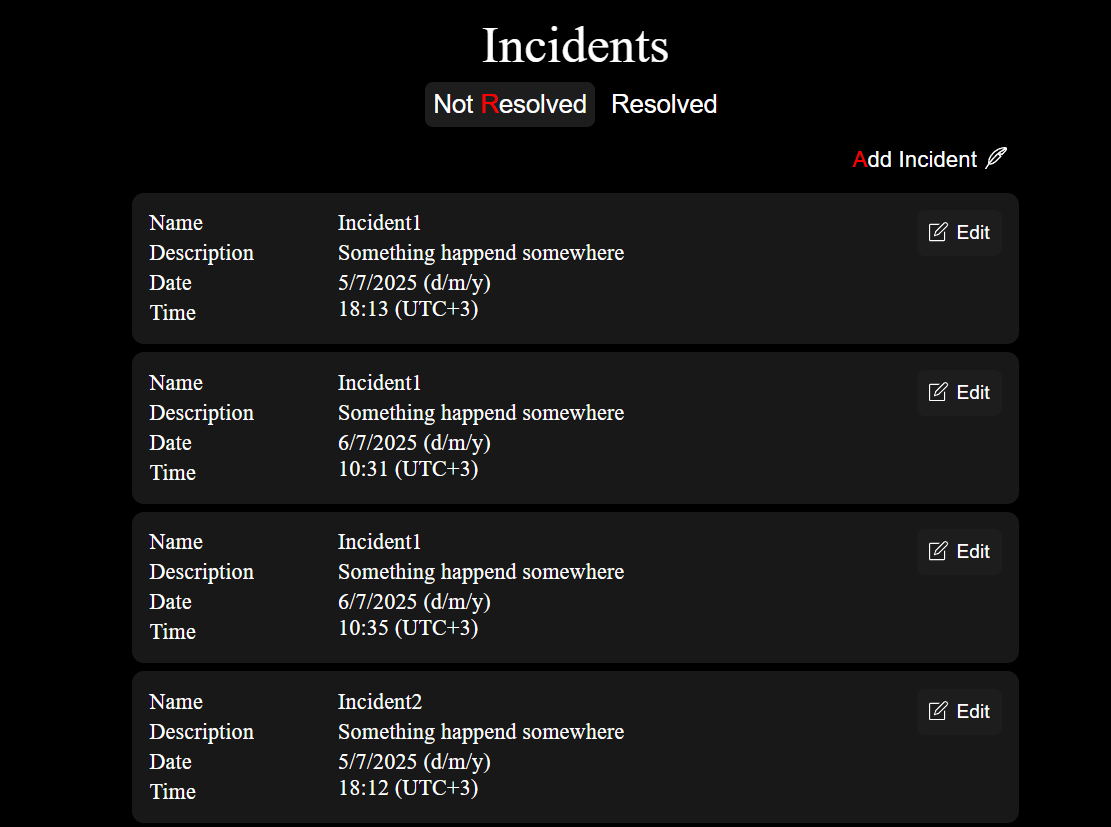 Incidents
Not Resolved Resolved
Add Incident
Name Incident1 Edit
Description Something happend somewhere
Date 5/7/2025 (d/m/y)
Time 18:13 (UTC+3)
Name Incident1 Edit
Description Something happend somewhere
Date 6/7/2025 (d/m/y)
Time 10:31 (UTC+3)
Name Incident1 Edit
Description Something happend somewhere
Date 6/7/2025 (d/m/y)
Time 10:35 (UTC+3)
Name Incident2 Edit
Description Something happend somewhere
Date 5/7/2025 (d/m/y)
Time 18:12 (UTC+3)